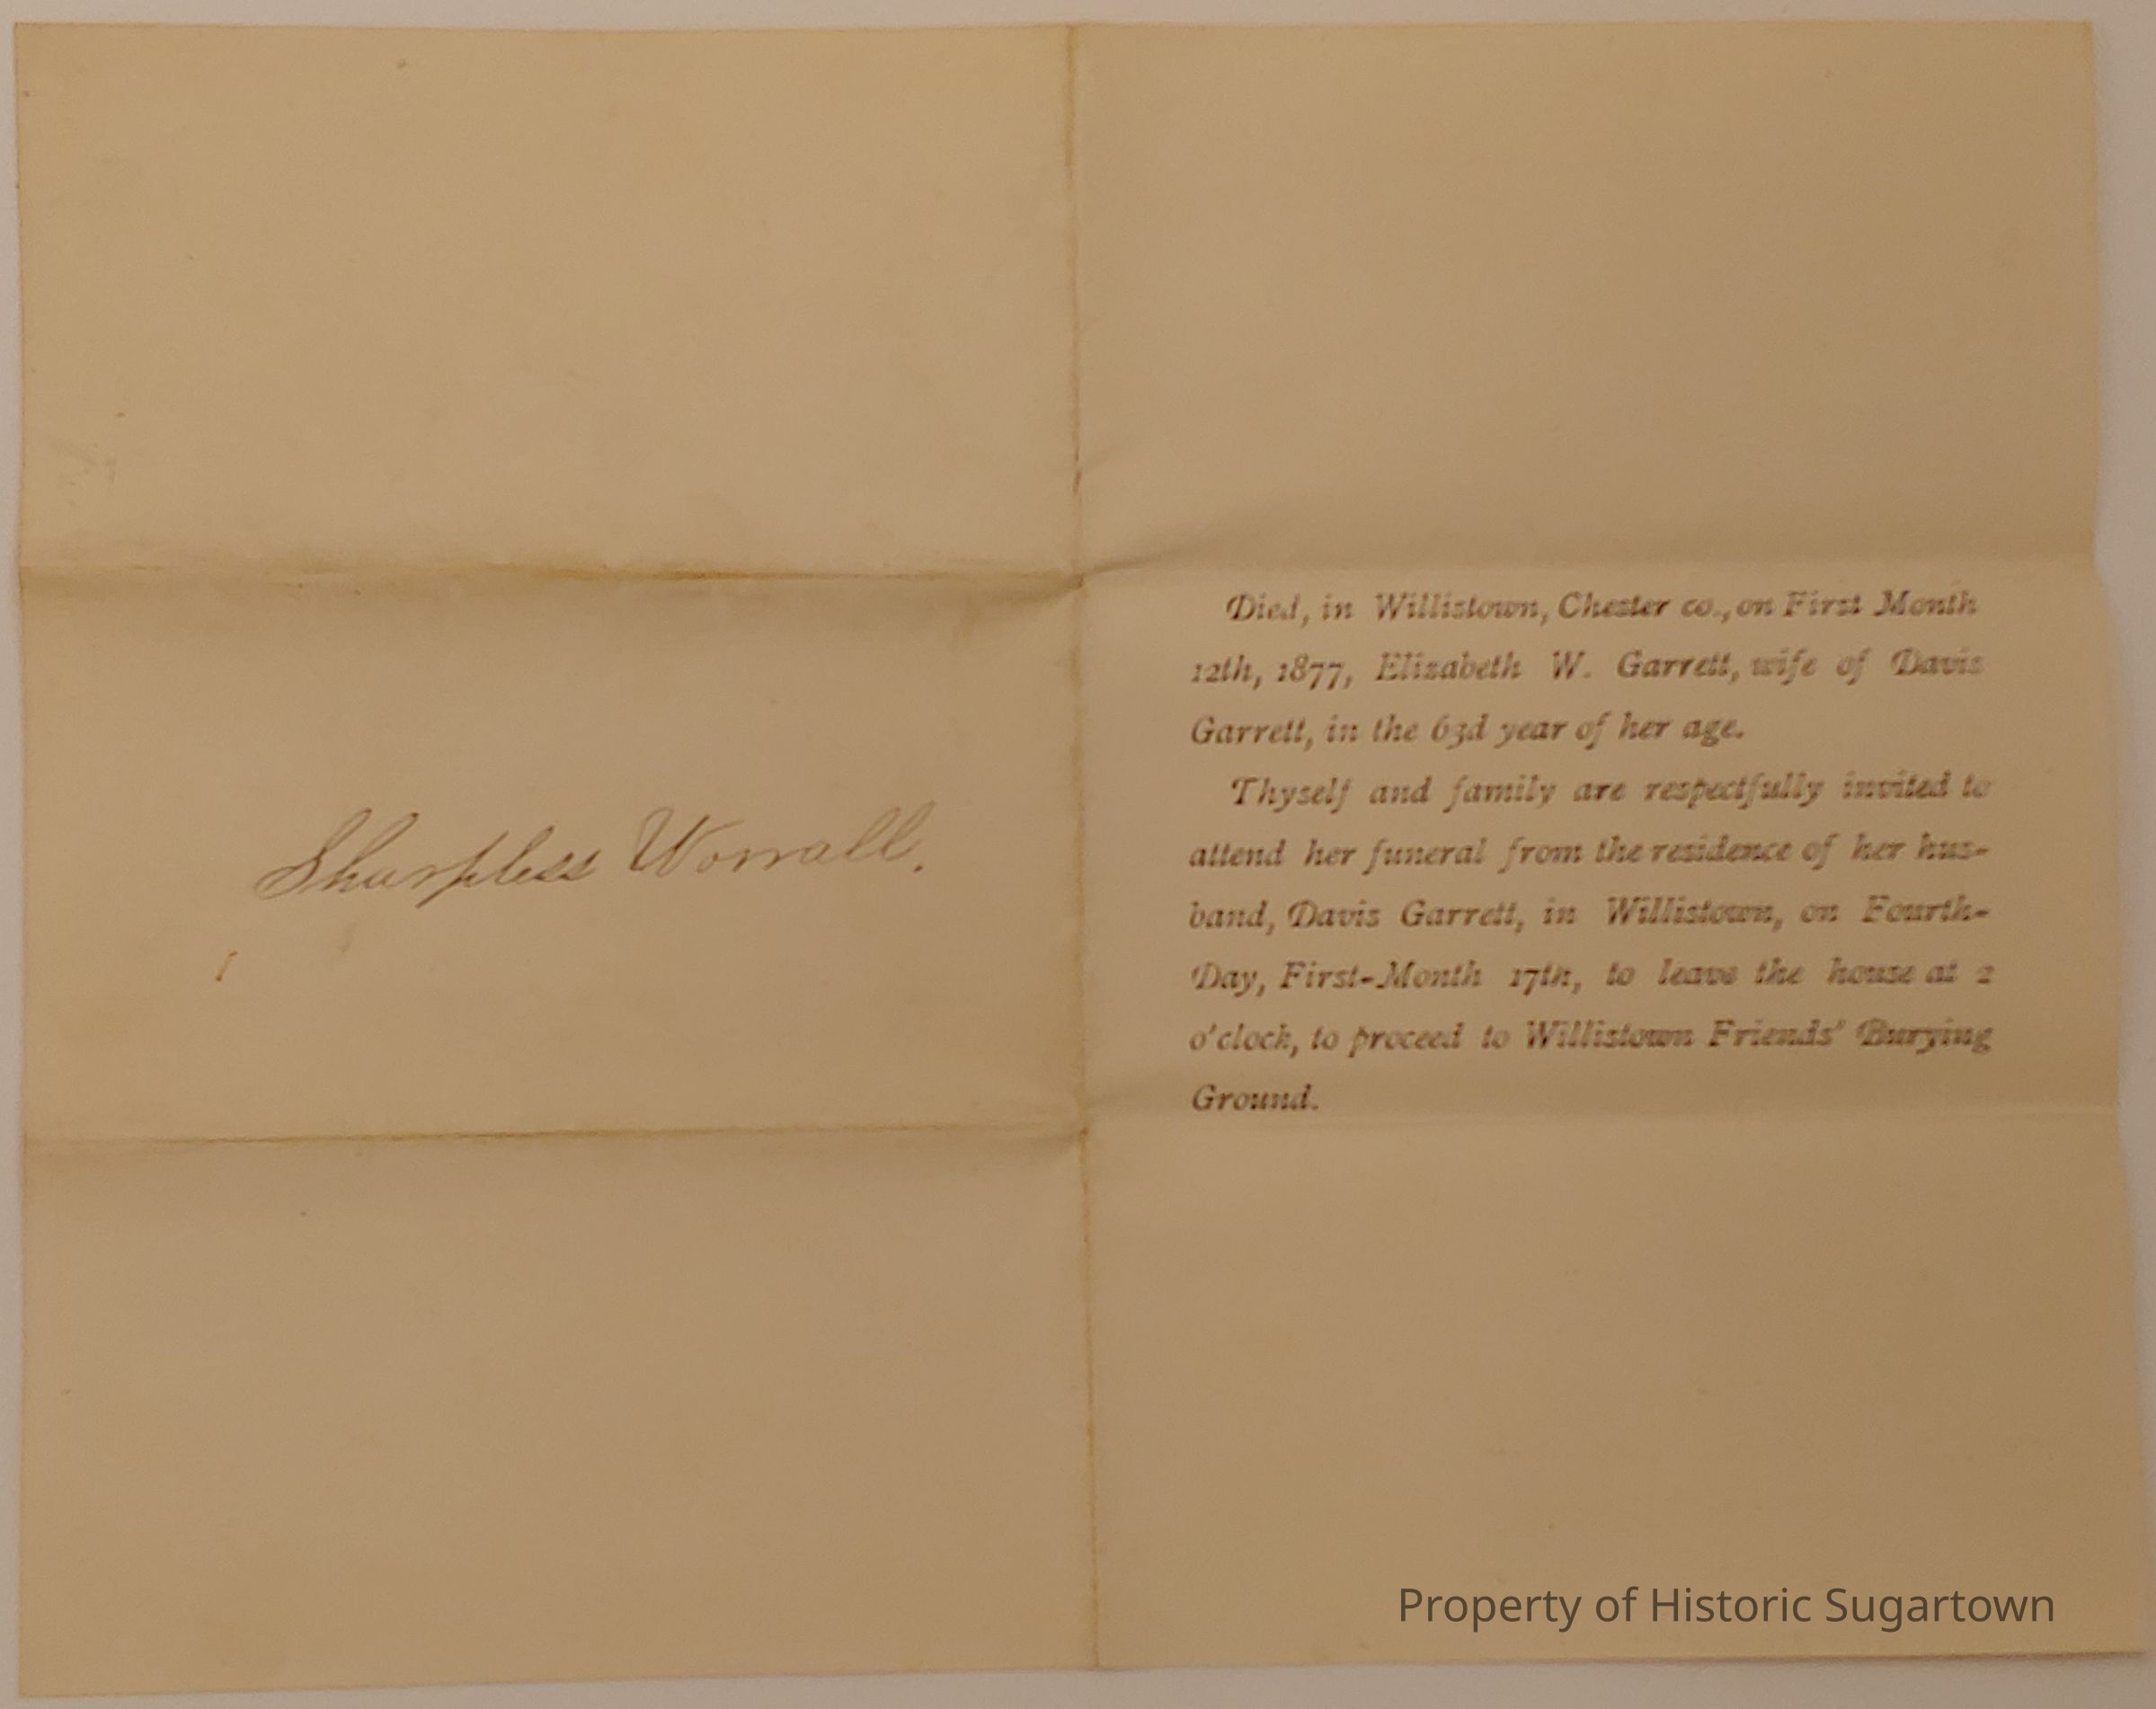 Sharpless Worrall.
Died, in Willistown, Chester co., on First Month
12th, 1877, Elizabeth W. Garrett, wife of Davis
Garrett, in the 63d year of her age.
Thyself and family are respectfully invited to
attend her funeral from the residence of her hus-
band, Davis Garrett, in Willistown, on Fourth-
Day, First-Month 17th, to leave the house at 2
o'clock, to proceed to Willistown Friends' Burying
Ground.
Property of Historic Sugartown